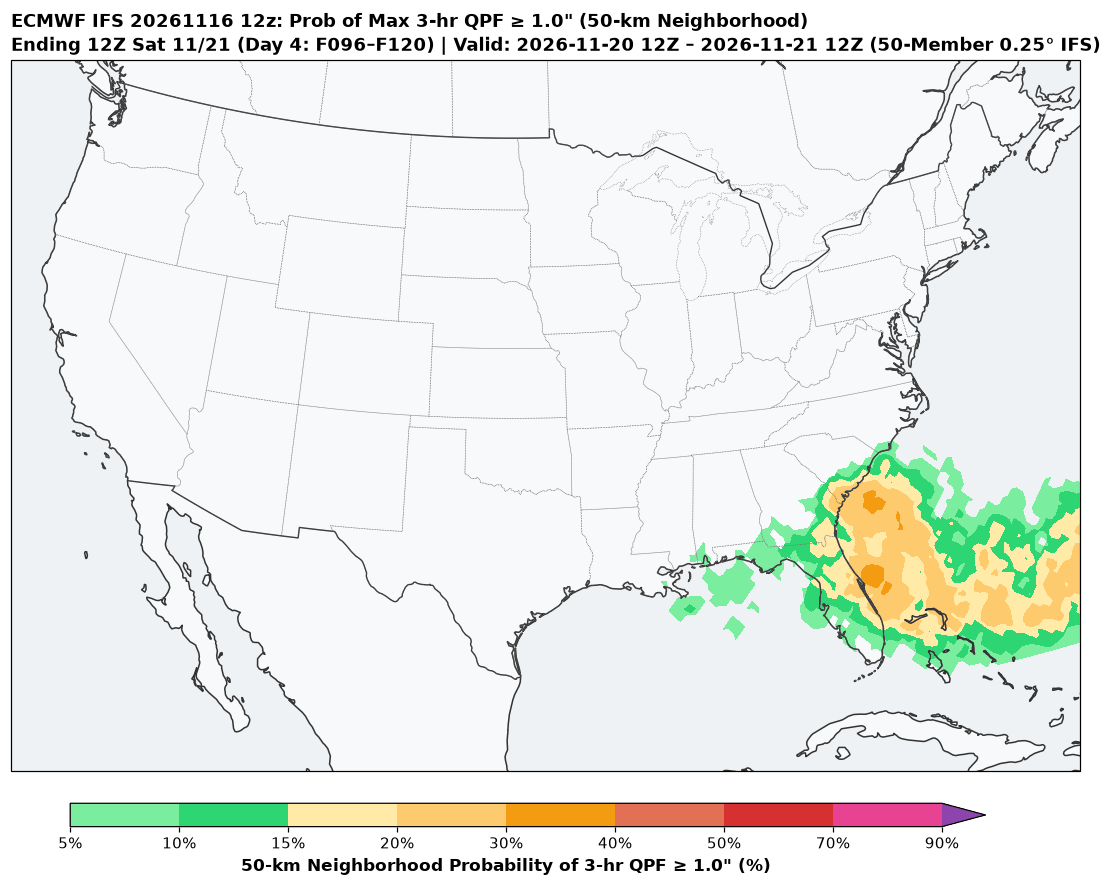 ECMWF IFS 20261116 12z: Prob of Max 3-hr QPF ≥ 1.0" (50-km Neighborhood)
Ending 12Z Sat 11/21 (Day 4: F096–F120) | Valid: 2026-11-20 12Z – 2026-11-21 12Z (50-Member 0.25° IFS)
5% 10% 15% 20% 30% 40% 50% 70% 90%
50-km Neighborhood Probability of 3-hr QPF ≥ 1.0" (%)